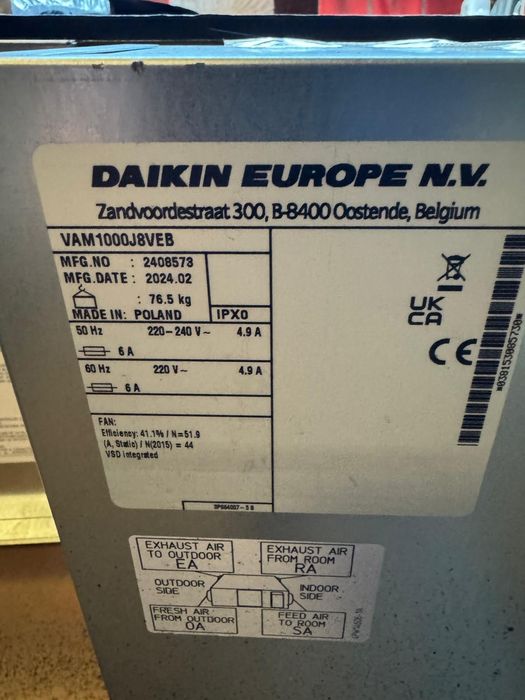 DAIKIN EUROPE N.V.
Zandvoordestraat 300, B-8400 Oostende, Belgium
VAM1000J8VEB
MFG.NO : 2408573
MFG.DATE : 2024.02
: 76.5 kg
MADE IN: POLAND IPX0
50 Hz 220-240 V~ 4.9 A
6 A
60 Hz 220 V~ 4.9 A
6 A
FAN:
Efficiency: 41.1% / N=51.9
(A, Static) / N(2015) = 44
VSD integrated
UK
CA
CE
EXHAUST AIR
TO OUTDOOR
EA
EXHAUST AIR
FROM ROOM
RA
OUTDOOR
SIDE
INDOOR
SIDE
FRESH AIR
FROM OUTDOOR
OA
FEED AIR
TO ROOM
SA